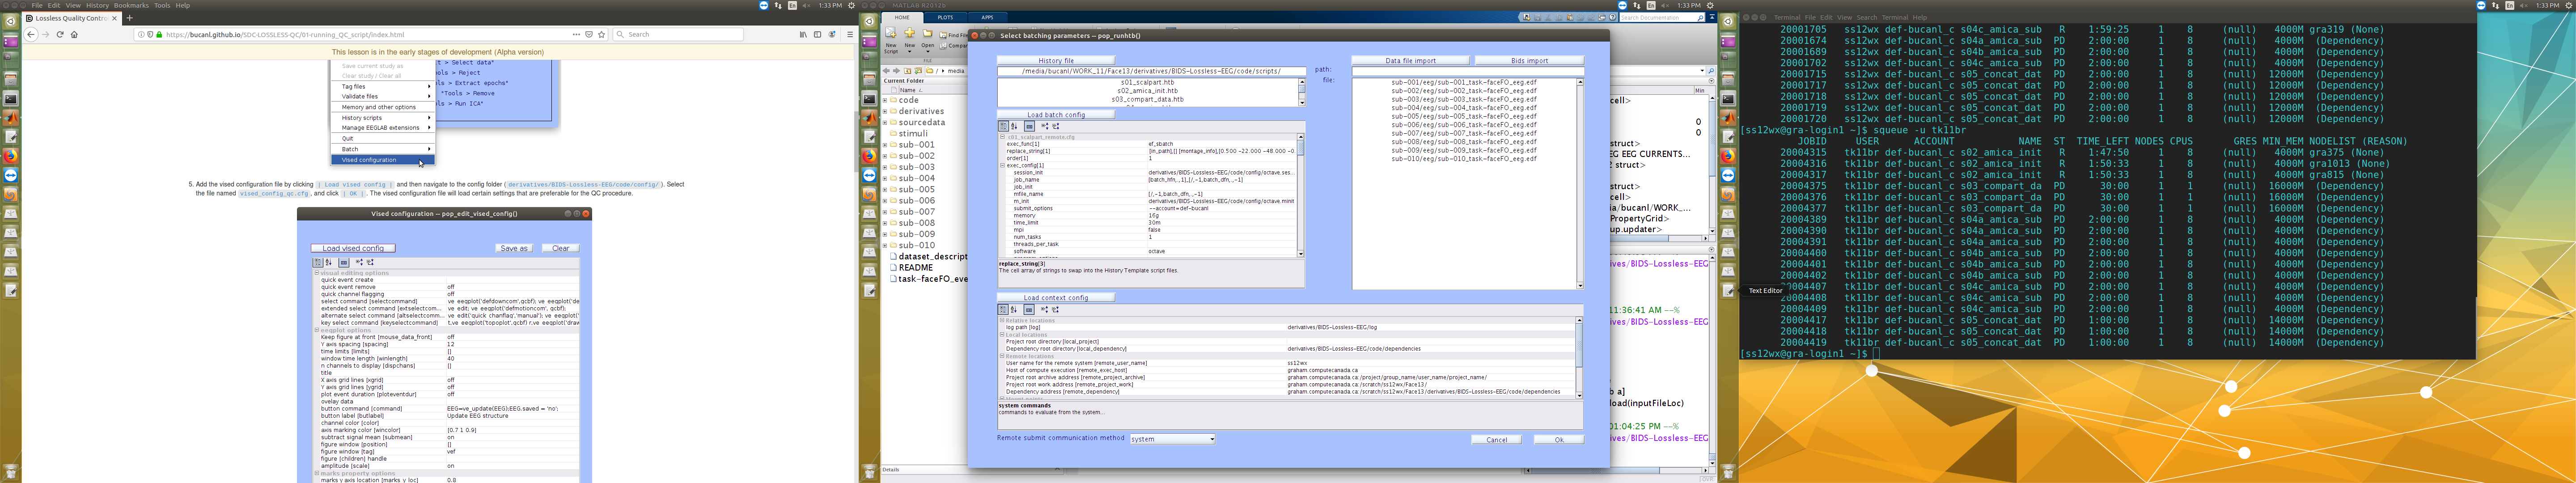 File Edit View History Bookmarks Tools Help
1:33 PM
Lossless Quality Contro
https://bucanl.github.io/SDC-LOSSLESS-QC/01-running_QC_script/index.html
Search
This lesson is in the early stages of development (Alpha version)
Save current study as
Clear study / Clear all
Tag files
Validate files
Memory and other options
History scripts
Manage EEGLAB extensions
Quit
Batch
Vised configuration
> Select data"
ools > Reject
> Extract epochs"
"Tools > Remove
ls > Run ICA"
5. Add the vised configuration file by clicking | Load vised config | and then navigate to the config folder ( derivatives/BIDS-Lossless-EEG/code/config/ ). Select
the file named vised_config_qc.cfg , and click | OK | . The vised configuration file will load certain settings that are preferable for the QC procedure.
Vised configuration -- pop_edit_vised_config()
Load vised config Save as Clear
visual editing options
quick event create off
quick event remove off
quick channel flagging off
select command [selectcommand]
extended select command [extselectcom...
alternate select command [altselectcomm...
key select command [keyselectcommand]
eegplot options
Keep figure at front [mouse_data_front] off
Y axis spacing [spacing] 12
time limits [limits] []
window time length [winlength] 40
n channels to display [dispchans] []
title
X axis grid lines [xgrid] off
Y axis grid lines [ygrid] off
plot event duration [ploteventdur] off
ovelay data
button command [command] EEG=ve_update(EEG);EEG.saved = 'no';
button label [butlabel] Update EEG structure
channel color [color]
axis marking color [wincolor] [0.7 1 0.9]
subtract signal mean [submean] on
figure window [position] []
figure window [tag] vef
figure [children] handle
amplitude [scale] on
marks property options
marks y axis location [marks_y_loc] 0.8
MATLAB R2012b
1:33 PM
HOME PLOTS APPS
Search Documentation
New Script
New
Open
Find File
Compare
media
Current Folder
Name
code
derivatives
sourcedata
stimuli
sub-001
sub-002
sub-003
sub-004
sub-005
sub-006
sub-007
sub-008
sub-009
sub-010
dataset_descript
README
task-faceFO_eve
Details
Select batching parameters -- pop_runhtb()
History file
/media/bucanl/WORK_11/Face13/derivatives/BIDS-Lossless-EEG/code/scripts/
s01_scalpart.htb
s02_amica_init.htb
s03_compart_data.htb
Load batch config
c01_scalpart_remote.cfg
exec_func[1] ef_sbatch
replace_string[1] [in_path],[] [montage_info],[0.500 -22.000 -48.000 -0
order[1] 1
exec_config[1]
session_init derivatives/BIDS-Lossless-EEG/code/config/octave.ses...
job_name [batch_hfn,_,1],[/,-1,batch_dfn,_,-1]
job_init
mfile_name [/,-1,batch_dfn,_,-1]
m_init derivatives/BIDS-Lossless-EEG/code/config/octave.minit
submit_options --account=def-bucanl
memory 16g
time_limit 30m
mpi false
num_tasks 1
threads_per_task
software octave
replace_string[3]
The cell array of strings to swap into the History Template script files.
path:
file:
Data file import Bids import
sub-001/eeg/sub-001_task-faceFO_eeg.edf
sub-002/eeg/sub-002_task-faceFO_eeg.edf
sub-003/eeg/sub-003_task-faceFO_eeg.edf
sub-004/eeg/sub-004_task-faceFO_eeg.edf
sub-005/eeg/sub-005_task-faceFO_eeg.edf
sub-006/eeg/sub-006_task-faceFO_eeg.edf
sub-007/eeg/sub-007_task-faceFO_eeg.edf
sub-008/eeg/sub-008_task-faceFO_eeg.edf
sub-009/eeg/sub-009_task-faceFO_eeg.edf
sub-010/eeg/sub-010_task-faceFO_eeg.edf
Load context config
Relative locations
log path [log] derivatives/BIDS-Lossless-EEG/log
Local locations
Project root directory [local_project]
Dependency root directory [local_dependency] derivatives/BIDS-Lossless-EEG/code/dependencies
Remote locations
User name for the remote system [remote_user_name] ss12wx
Host of compute execution [remote_exec_host] graham.computecanada.ca
Project root archive address [remote_project_archive] graham.computecanada.ca:/project/group_name/user_name/project_name/
Project root work address [remote_project_work] graham.computecanada.ca:/scratch/ss12wx/Face13/
Dependency address [remote_dependency] graham.computecanada.ca:/scratch/ss12wx/Face13/derivatives/BIDS-Lossless-EEG/code/dependencies
system commands
commands to evaluate from the system...
Remote submit communication method system
Cancel Ok
Min
cell>
0
0
struct>
EG EEG CURRENTS...
2 struct>
struct>
cell>
ia/bucanl/WORK_...
PropertyGrid>
up.updater>
ives/BIDS-Lossless-EEG
11:36:41 AM --%
ives/BIDS-Lossless-EEG
b a]
load(inputFileLoc)
01:04:25 PM --%
ives/BIDS-Lossless-EEG
Terminal File Edit View Search Terminal Help
1:33 PM
20001705 ss12wx def-bucanl_c s04c_amica_sub R 1:59:25 1 8 (null) 4000M gra319 (None)
20001674 ss12wx def-bucanl_c s04a_amica_sub PD 2:00:00 1 8 (null) 4000M (Dependency)
20001689 ss12wx def-bucanl_c s04b_amica_sub PD 2:00:00 1 8 (null) 4000M (Dependency)
20001702 ss12wx def-bucanl_c s04c_amica_sub PD 2:00:00 1 8 (null) 4000M (Dependency)
20001715 ss12wx def-bucanl_c s05_concat_dat PD 2:00:00 1 8 (null) 12000M (Dependency)
20001717 ss12wx def-bucanl_c s05_concat_dat PD 2:00:00 1 8 (null) 12000M (Dependency)
20001718 ss12wx def-bucanl_c s05_concat_dat PD 2:00:00 1 8 (null) 12000M (Dependency)
20001719 ss12wx def-bucanl_c s05_concat_dat PD 2:00:00 1 8 (null) 12000M (Dependency)
20001720 ss12wx def-bucanl_c s05_concat_dat PD 2:00:00 1 8 (null) 12000M (Dependency)
[ss12wx@gra-login1 ~]$ squeue -u tk11br
JOBID USER ACCOUNT NAME ST TIME_LEFT NODES CPUS GRES MIN_MEM NODELIST (REASON)
20004315 tk11br def-bucanl_c s02_amica_init R 1:47:50 1 8 (null) 4000M gra375 (None)
20004316 tk11br def-bucanl_c s02_amica_init R 1:50:33 1 8 (null) 4000M gra1013 (None)
20004317 tk11br def-bucanl_c s02_amica_init R 1:50:33 1 8 (null) 4000M gra815 (None)
20004375 tk11br def-bucanl_c s03_compart_da PD 30:00 1 1 (null) 16000M (Dependency)
20004376 tk11br def-bucanl_c s03_compart_da PD 30:00 1 1 (null) 16000M (Dependency)
20004377 tk11br def-bucanl_c s03_compart_da PD 30:00 1 1 (null) 16000M (Dependency)
20004389 tk11br def-bucanl_c s04a_amica_sub PD 2:00:00 1 8 (null) 4000M (Dependency)
20004390 tk11br def-bucanl_c s04a_amica_sub PD 2:00:00 1 8 (null) 4000M (Dependency)
20004391 tk11br def-bucanl_c s04a_amica_sub PD 2:00:00 1 8 (null) 4000M (Dependency)
20004400 tk11br def-bucanl_c s04b_amica_sub PD 2:00:00 1 8 (null) 4000M (Dependency)
20004401 tk11br def-bucanl_c s04b_amica_sub PD 2:00:00 1 8 (null) 4000M (Dependency)
20004402 tk11br def-bucanl_c s04b_amica_sub PD 2:00:00 1 8 (null) 4000M (Dependency)
20004407 tk11br def-bucanl_c s04c_amica_sub PD 2:00:00 1 8 (null) 4000M (Dependency)
20004408 tk11br def-bucanl_c s04c_amica_sub PD 2:00:00 1 8 (null) 4000M (Dependency)
20004409 tk11br def-bucanl_c s04c_amica_sub PD 2:00:00 1 8 (null) 4000M (Dependency)
20004417 tk11br def-bucanl_c s05_concat_dat PD 1:00:00 1 8 (null) 14000M (Dependency)
20004418 tk11br def-bucanl_c s05_concat_dat PD 1:00:00 1 8 (null) 14000M (Dependency)
20004419 tk11br def-bucanl_c s05_concat_dat PD 1:00:00 1 8 (null) 14000M (Dependency)
[ss12wx@gra-login1 ~]$
Text Editor